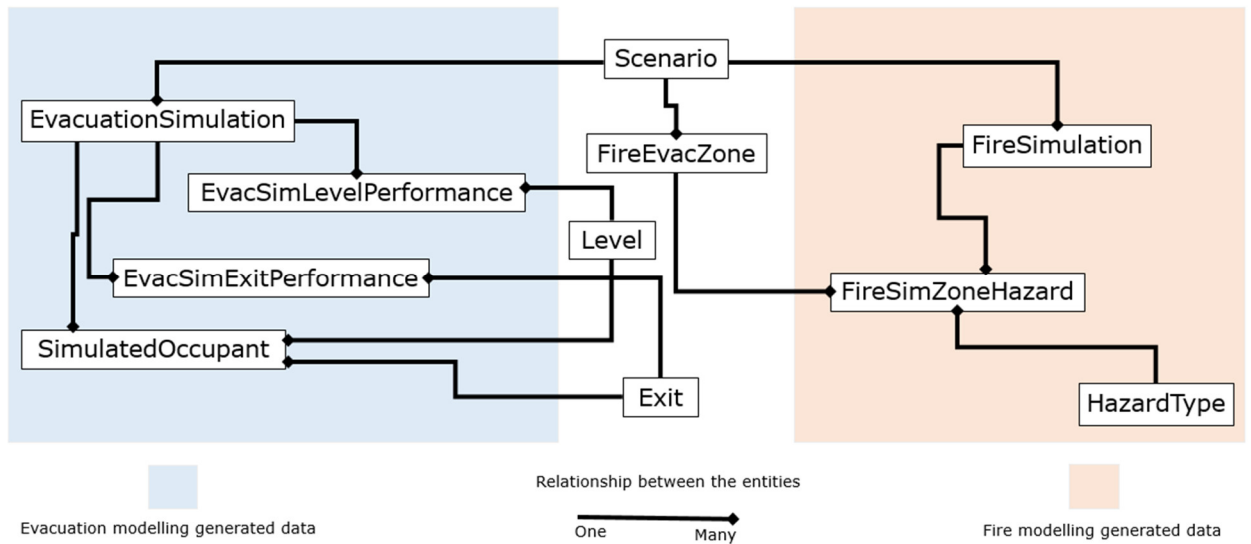 Scenario
EvacuationSimulation
FireSimulation
FireEvacZone
EvacSimLevelPerformance
Level
EvacSimExitPerformance
FireSimZoneHazard
SimulatedOccupant
Exit
HazardType
Relationship between the entities
Evacuation modelling generated data
One
Many
Fire modelling generated data